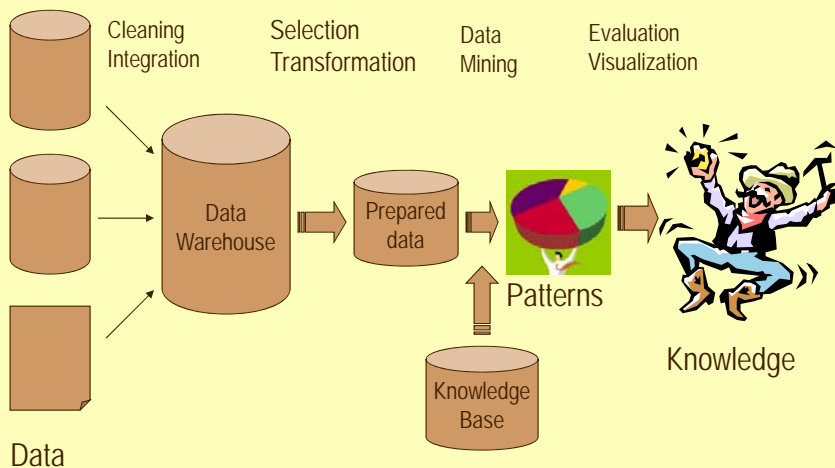 Cleaning
Integration
Selection
Transformation
Data
Mining
Evaluation
Visualization
Data
Warehouse
Prepared
data
Patterns
Knowledge
Knowledge
Base
Data